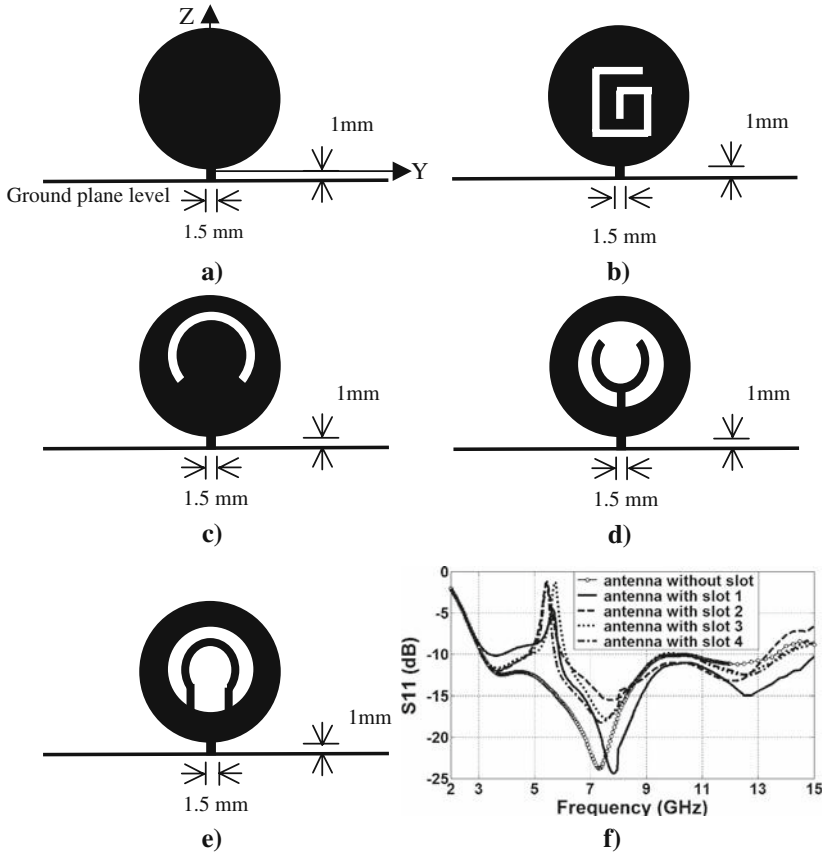 Z
1mm
Y
Ground plane level
1.5 mm
a)
1mm
1.5 mm
b)
1mm
1.5 mm
c)
1mm
1.5 mm
d)
1mm
1.5 mm
e)
0
-5
-10
-15
-20
-25
S11 (dB)
antenna without slot
antenna with slot 1
antenna with slot 2
antenna with slot 3
antenna with slot 4
2 3 5 7 9 11 13 15
Frequency (GHz)
f)